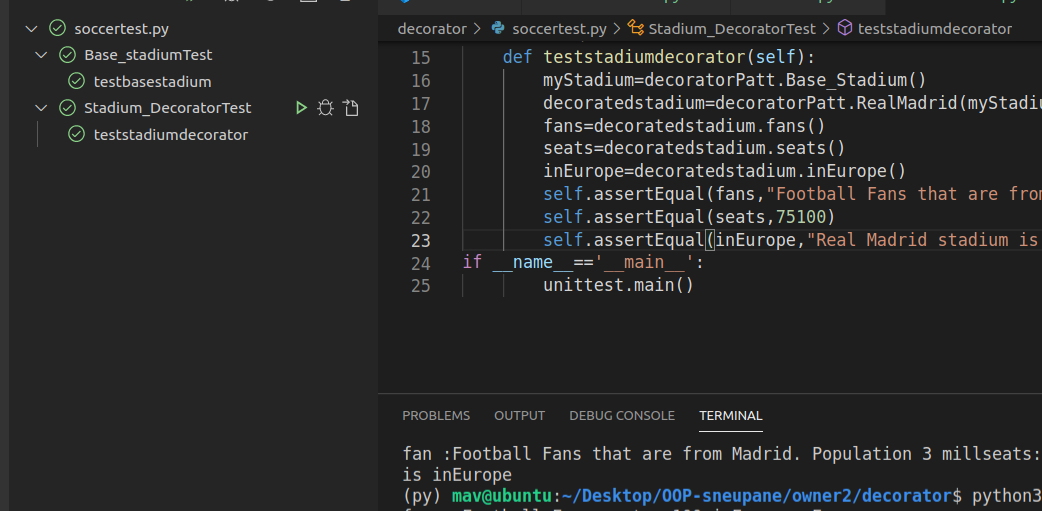 soccertest.py
Base_stadiumTest
testbasestadium
Stadium_DecoratorTest
teststadiumdecorator
decorator > soccertest.py > Stadium_DecoratorTest > teststadiumdecorator
15 def teststadiumdecorator(self):
16 myStadium=decoratorPatt.Base_Stadium()
17 decoratedstadium=decoratorPatt.RealMadrid(myStadiu
18 fans=decoratedstadium.fans()
19 seats=decoratedstadium.seats()
20 inEurope=decoratedstadium.inEurope()
21 self.assertEqual(fans,"Football Fans that are from
22 self.assertEqual(seats,75100)
23 self.assertEqual(inEurope,"Real Madrid stadium is
24 if __name__=='__main__':
25 unittest.main()
PROBLEMS OUTPUT DEBUG CONSOLE TERMINAL
fan :Football Fans that are from Madrid. Population 3 millseats:
is inEurope
(py) mav@ubuntu:~/Desktop/OOP-sneupane/owner2/decorator$ python3